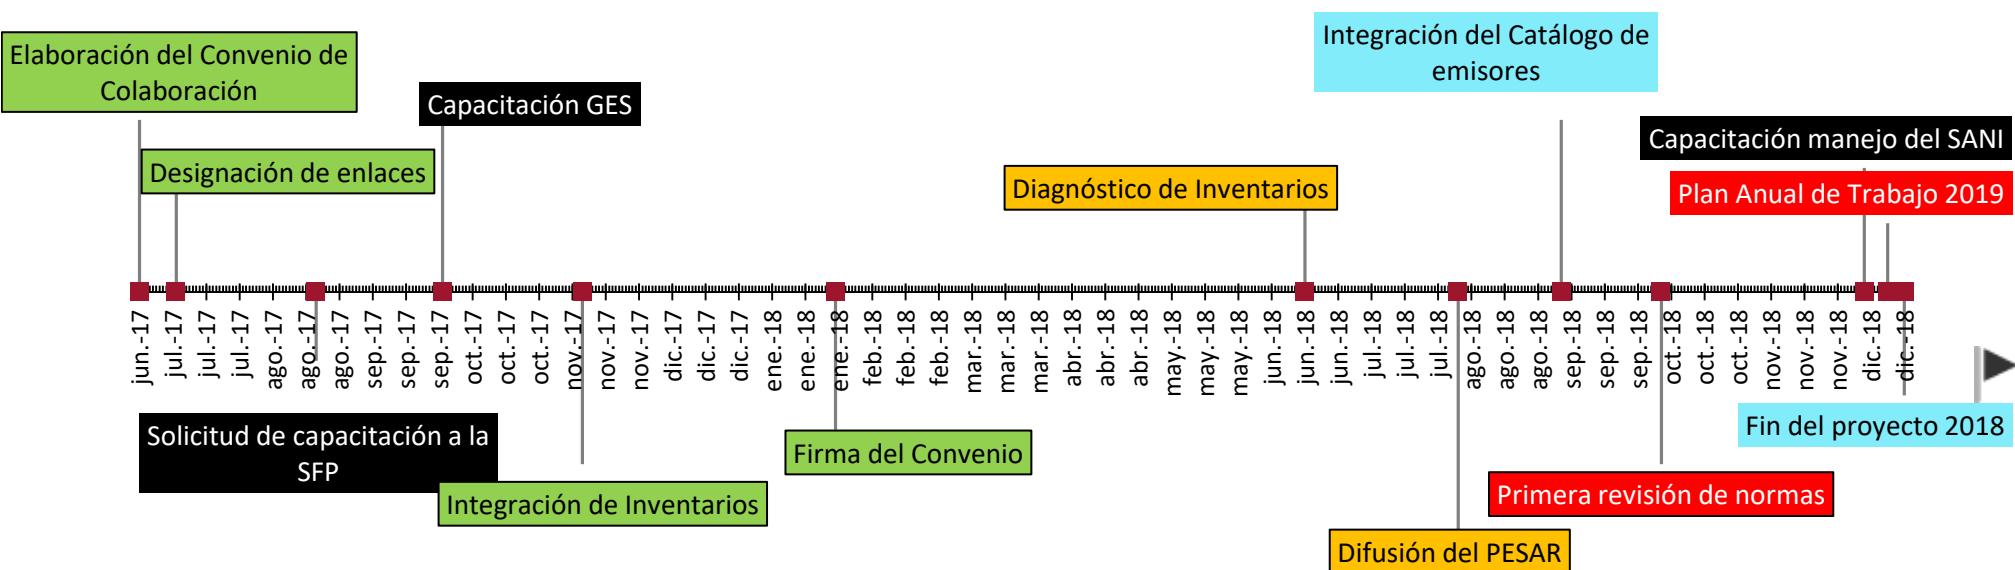 Integración del Catálogo de
emisores
Elaboración del Convenio de
Colaboración
Capacitación GES
Capacitación manejo del SANI
Designación de enlaces
Diagnóstico de Inventarios
Plan Anual de Trabajo 2019
jun.-17
jul.-17
jul.-17
jul.-17
ago.-17
ago.-17
ago.-17
sep.-17
sep.-17
sep.-17
oct.-17
oct.-17
oct.-17
nov.-17
nov.-17
nov.-17
dic.-17
dic.-17
dic.-17
ene.-18
ene.-18
ene.-18
feb.-18
feb.-18
feb.-18
mar.-18
mar.-18
mar.-18
abr.-18
abr.-18
abr.-18
may.-18
may.-18
may.-18
jun.-18
jun.-18
jun.-18
jul.-18
jul.-18
jul.-18
ago.-18
ago.-18
ago.-18
sep.-18
sep.-18
sep.-18
oct.-18
oct.-18
oct.-18
nov.-18
nov.-18
nov.-18
dic.-18
dic.-18
Solicitud de capacitación a la
SFP
Fin del proyecto 2018
Firma del Convenio
Integración de Inventarios
Primera revisión de normas
Difusión del PESAR